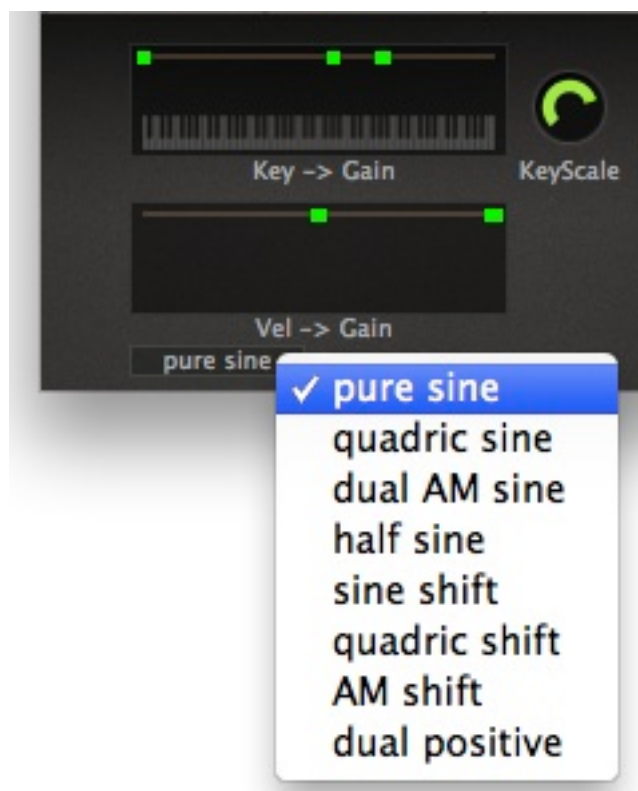 Key -> Gain
KeyScale
Vel -> Gain
pure sine
✓ pure sine
quadric sine
dual AM sine
half sine
sine shift
quadric shift
AM shift
dual positive